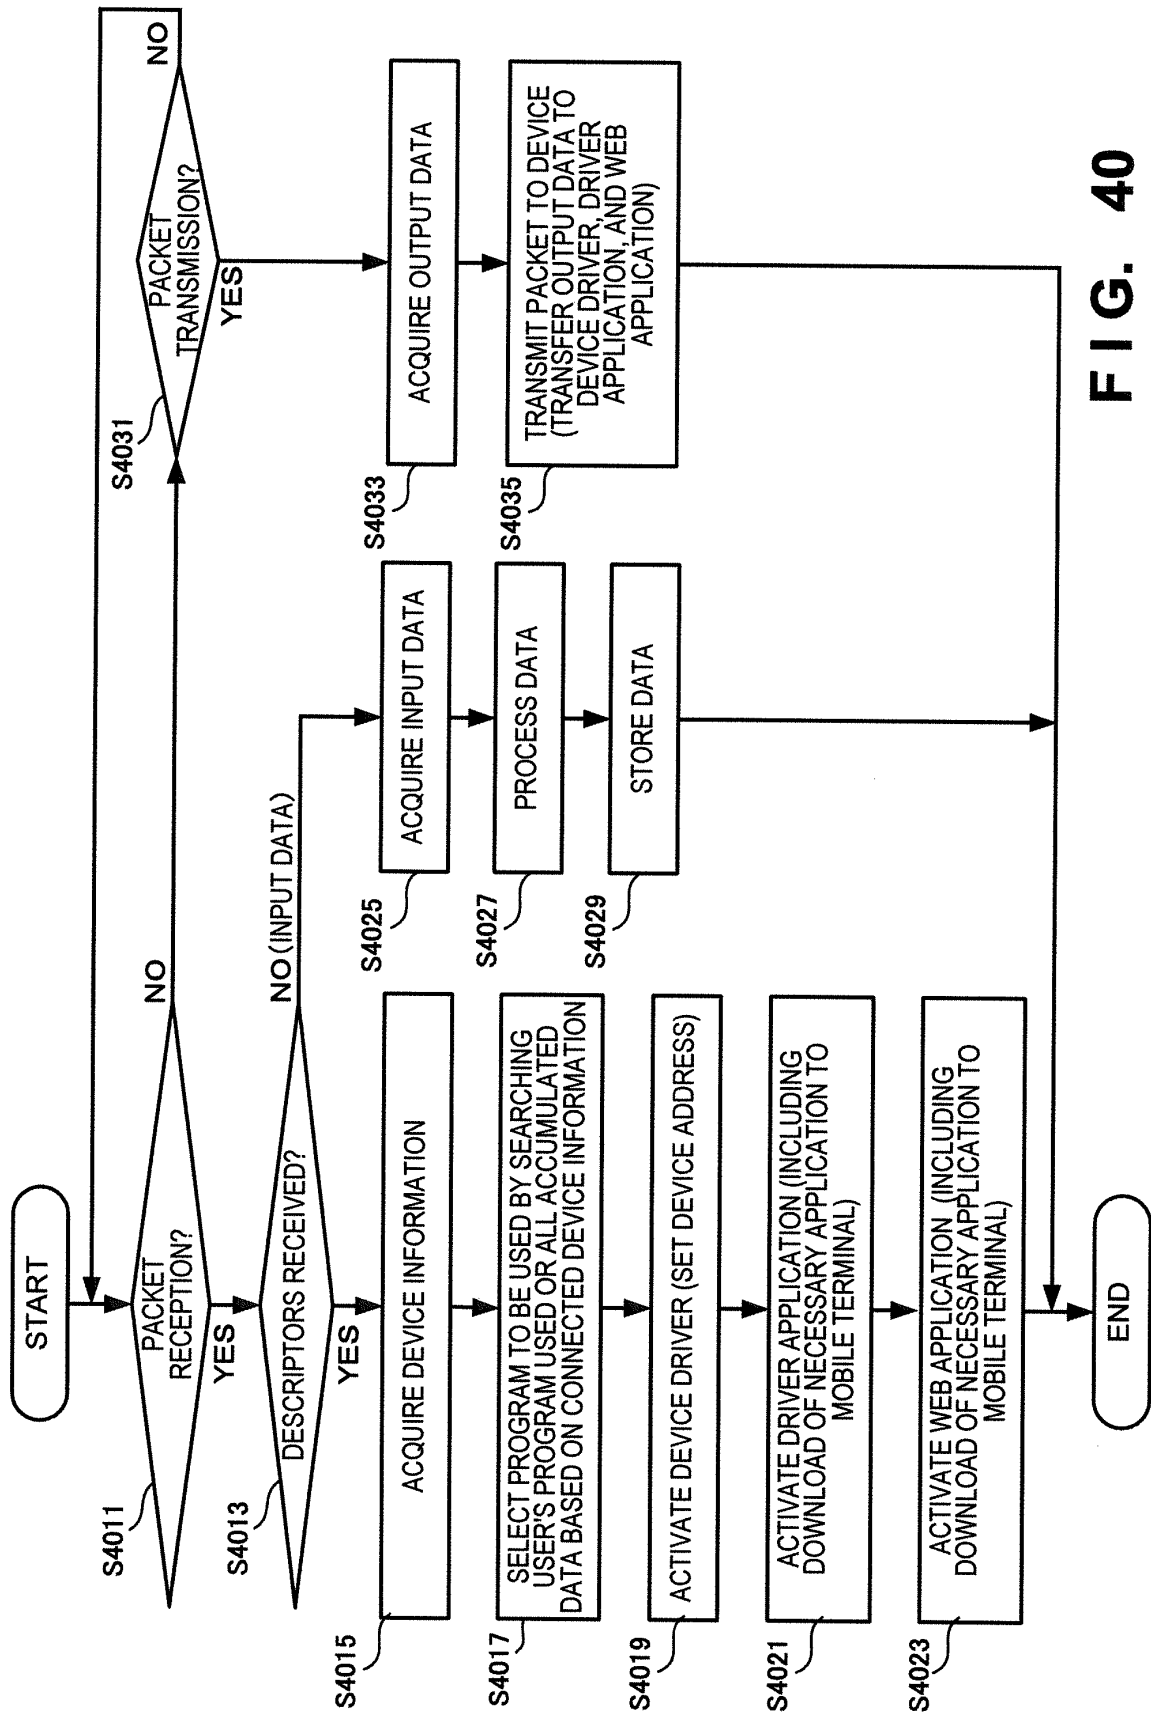 START
S4011
PACKET
RECEPTION?
NO
YES
S4013
DESCRIPTORS RECEIVED?
NO (INPUT DATA)
YES
S4015
ACQUIRE DEVICE INFORMATION
S4017
SELECT PROGRAM TO BE USED BY SEARCHING
USER'S PROGRAM USED OR ALL ACCUMULATED
DATA BASED ON CONNECTED DEVICE INFORMATION
S4019
ACTIVATE DEVICE DRIVER (SET DEVICE ADDRESS)
S4021
ACTIVATE DRIVER APPLICATION (INCLUDING
DOWNLOAD OF NECESSARY APPLICATION TO
MOBILE TERMINAL)
S4023
ACTIVATE WEB APPLICATION (INCLUDING
DOWNLOAD OF NECESSARY APPLICATION TO
MOBILE TERMINAL)
END
S4025
ACQUIRE INPUT DATA
S4027
PROCESS DATA
S4029
STORE DATA
S4031
PACKET
TRANSMISSION?
NO
YES
S4033
ACQUIRE OUTPUT DATA
S4035
TRANSMIT PACKET TO DEVICE
(TRANSFER OUTPUT DATA TO
DEVICE DRIVER, DRIVER
APPLICATION, AND WEB
APPLICATION)
FIG. 40